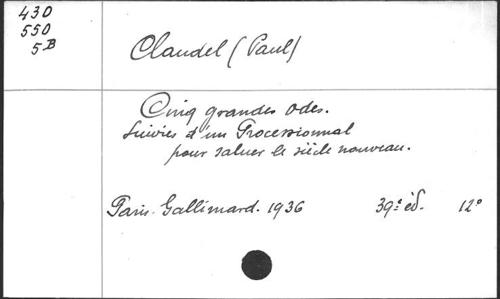 430
550
5B
Claudel (Paul)
Cinq grandes odes.
Suivies d'un Processionnal
pour saluer le siècle nouveau.
Paris. Gallimard. 1936 39e éd. 12°